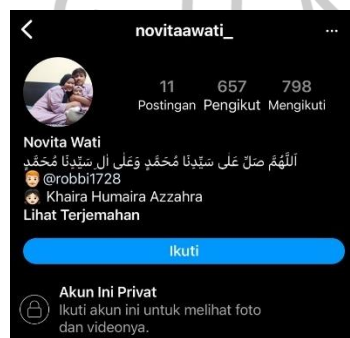 novitaawati_
11 657 798
Postingan Pengikut Mengikuti
Novita Wati
اَللَّهُمَّ صَلِّ عَلٰى سَيِّدِنَا مُحَمَّدٍ وَعَلٰى اٰلِ سَيِّدِنَا مُحَمَّدٍ
@robbi1728
Khaira Humaira Azzahra
Lihat Terjemahan
Ikuti
Akun Ini Privat
Ikuti akun ini untuk melihat foto
dan videonya.